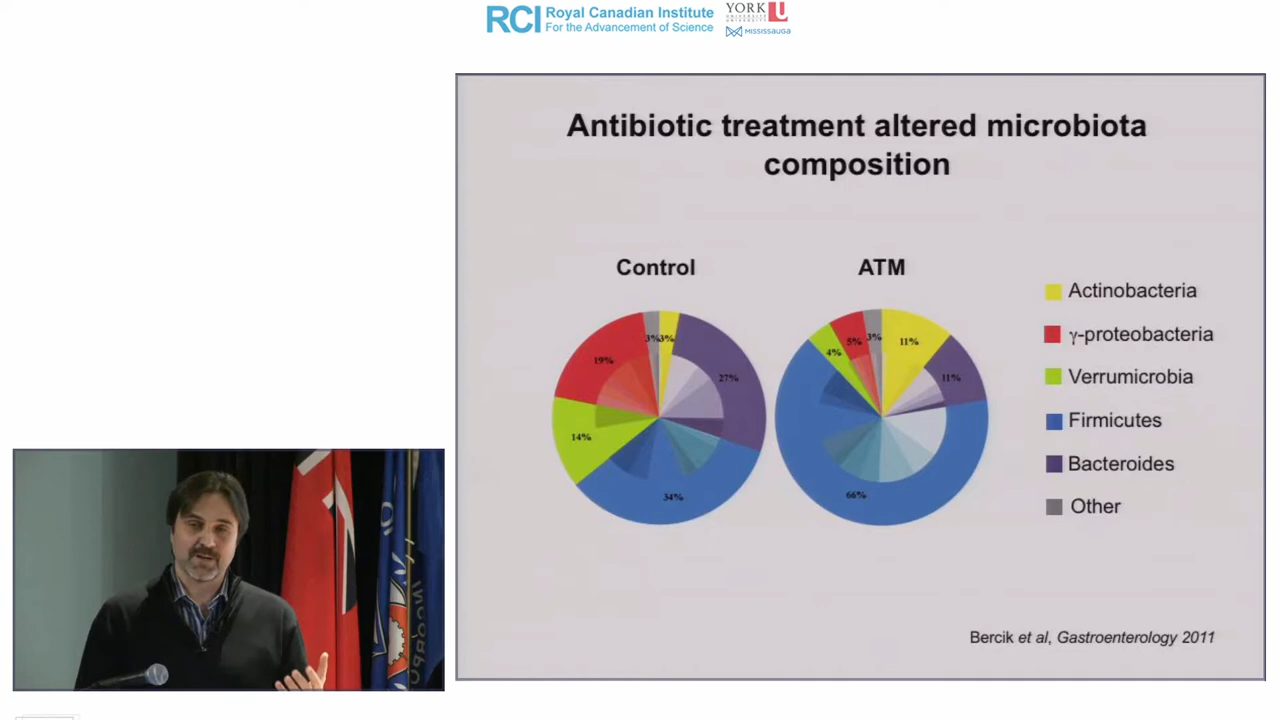 RCI Royal Canadian Institute
For the Advancement of Science
YORK U
UNIVERSITÉ
UNIVERSITY
MISSISSAUGA
Antibiotic treatment altered microbiota
composition
Control
ATM
3%
3%
19%
27%
14%
34%
5%
3%
11%
4%
11%
66%
Actinobacteria
γ-proteobacteria
Verrumicrobia
Firmicutes
Bacteroides
Other
Bercik et al, Gastroenterology 2011